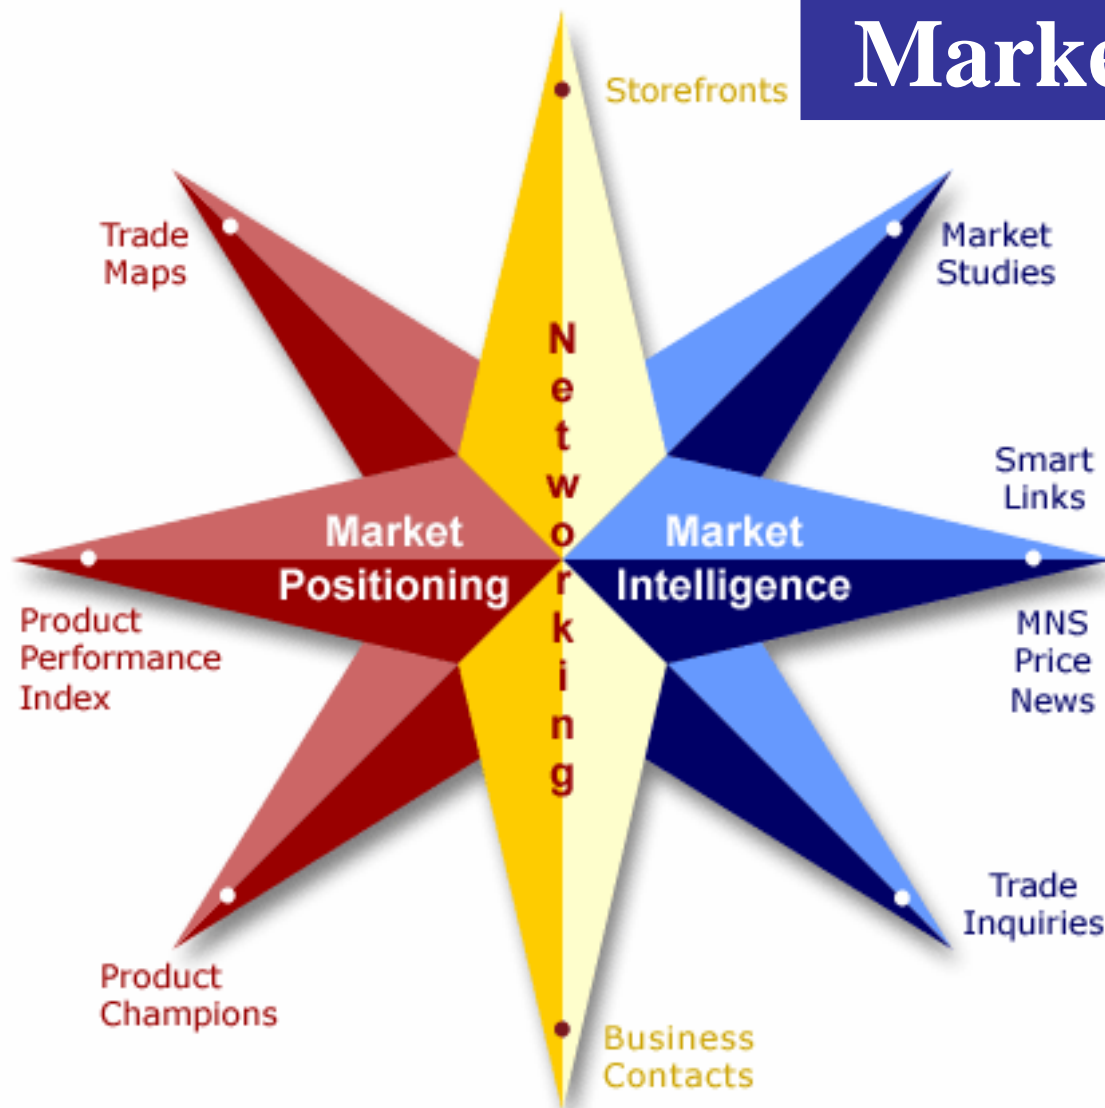 Marke
Storefronts
Trade
Maps
Market
Studies
Networking
Smart
Links
Market
Positioning
Market
Intelligence
Product
Performance
Index
MNS
Price
News
Trade
Inquiries
Product
Champions
Business
Contacts